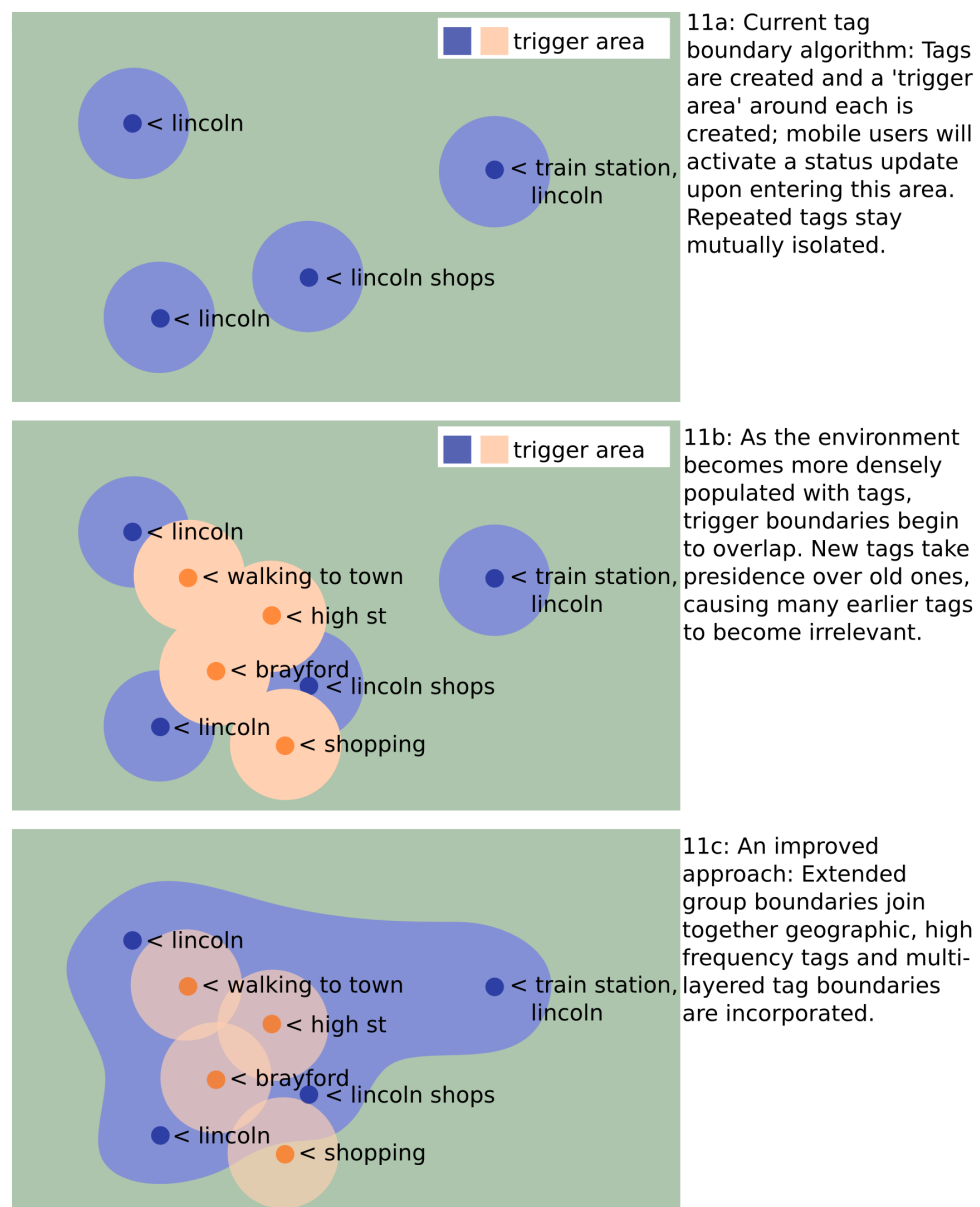 trigger area
< lincoln
< train station,
lincoln
< lincoln shops
< lincoln
11a: Current tag
boundary algorithm: Tags
are created and a 'trigger
area' around each is
created; mobile users will
activate a status update
upon entering this area.
Repeated tags stay
mutually isolated.
trigger area
< lincoln
< walking to town
< train station,
lincoln
< high st
< brayford
< lincoln shops
< lincoln
< shopping
11b: As the environment
becomes more densely
populated with tags,
trigger boundaries begin
to overlap. New tags take
presidence over old ones,
causing many earlier tags
to become irrelevant.
< lincoln
< walking to town
< train station,
lincoln
< high st
< brayford
< lincoln shops
< lincoln
< shopping
11c: An improved
approach: Extended
group boundaries join
together geographic, high
frequency tags and multi-
layered tag boundaries
are incorporated.